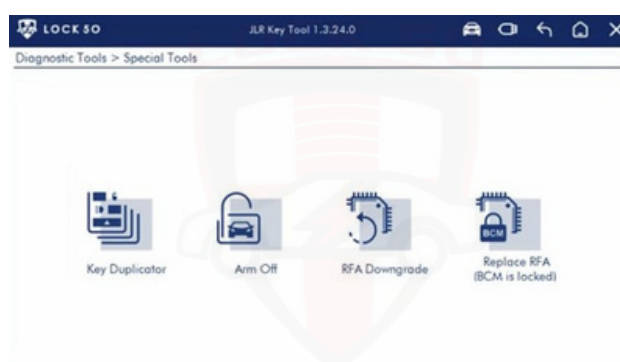 LOCK 50 JLR Key Tool 1.3.24.0
Diagnostic Tools > Special Tools
BCM
Key Duplicator Arm Off RFA Downgrade Replace RFA
(BCM is locked)